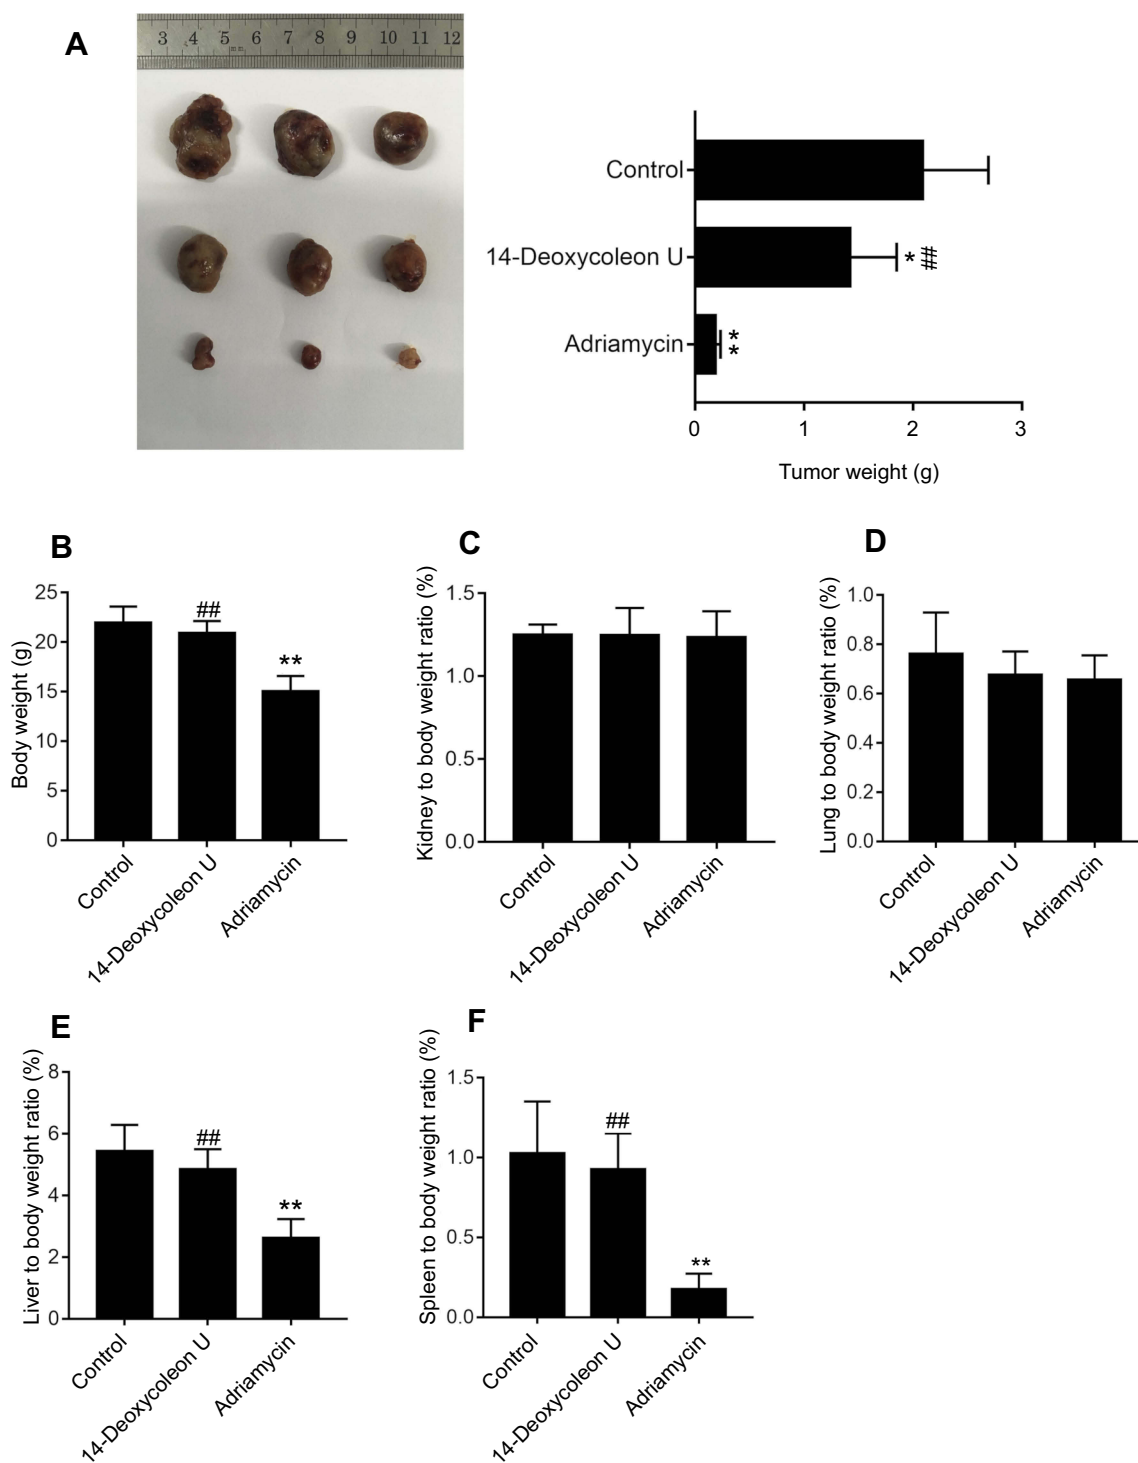 A
3 4 5 6 7 8 9 10 11 12
Control
14-Deoxycoleon U
* ##
Adriamycin
**
0 1 2 3
Tumor weight (g)
B
Body weight (g)
25
20
15
10
5
0
##
**
Control
14-Deoxycoleon U
Adriamycin
C
Kidney to body weight ratio (%)
1.5
1.0
0.5
0.0
Control
14-Deoxycoleon U
Adriamycin
D
Lung to body weight ratio (%)
1.0
0.8
0.6
0.4
0.2
0.0
Control
14-Deoxycoleon U
Adriamycin
E
Liver to body weight ratio (%)
8
6
4
2
0
##
**
Control
14-Deoxycoleon U
Adriamycin
F
Spleen to body weight ratio (%)
1.5
1.0
0.5
0.0
##
**
Control
14-Deoxycoleon U
Adriamycin